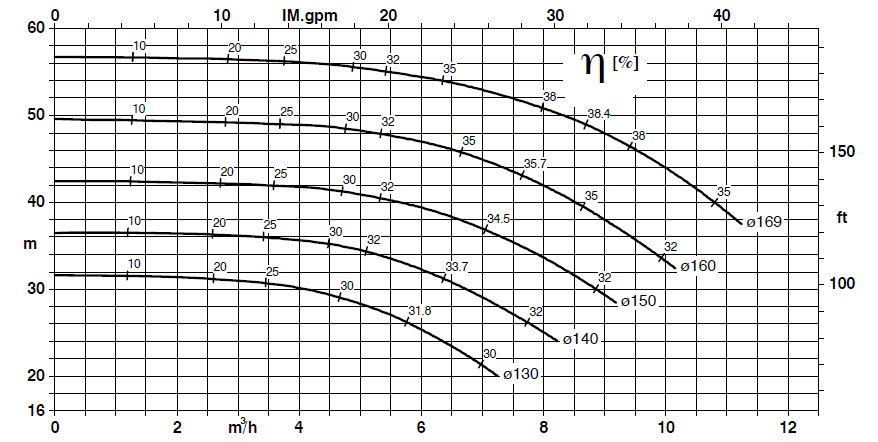 0 10 IM.gpm 20 30 40
60
10 20 25 30 32 35 38 38.4 38 35 ø169
η [%]
50
10 20 25 30 32 35 35.7 35 32 ø160
150
40
10 20 25 30 32 34.5 32 ø150
ft
m
10 20 25 30 32 33.7 32 ø140
30
100
10 20 25 30 31.8 30 ø130
20
16
0 2 m³/h 4 6 8 10 12